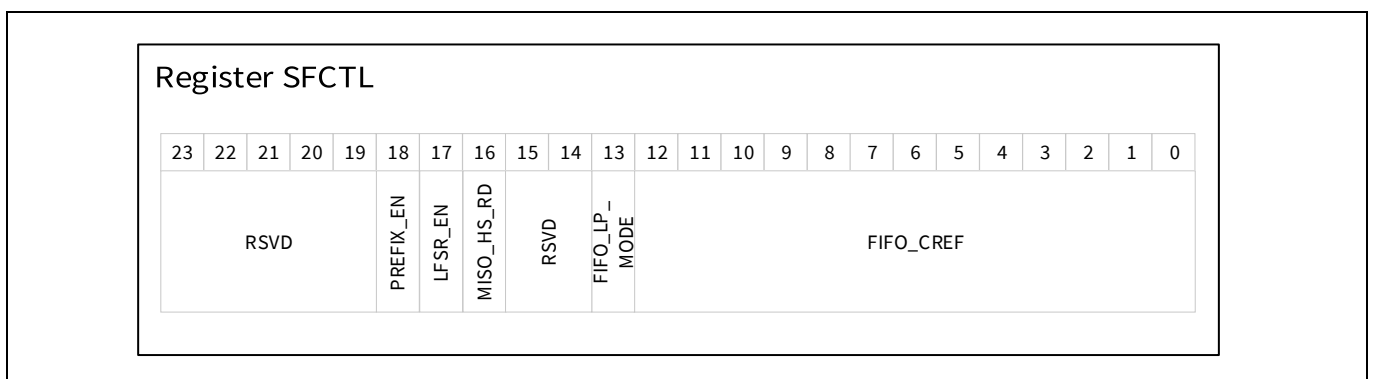 Register SFCTL
23 22 21 20 19 18 17 16 15 14 13 12 11 10 9 8 7 6 5 4 3 2 1 0
RSVD
PREFIX_EN
LFSR_EN
MISO_HS_RD
RSVD
FIFO_LP_
MODE
FIFO_CREF